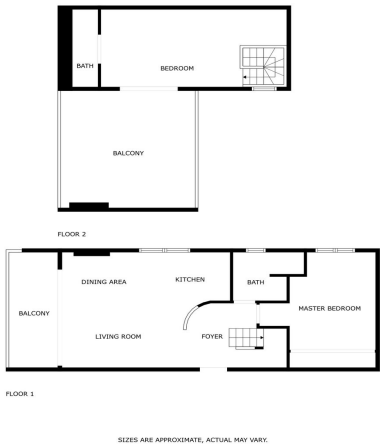 BATH
BEDROOM
BALCONY
FLOOR 2
DINING AREA
KITCHEN
BATH
BALCONY
MASTER BEDROOM
LIVING ROOM
FOYER
FLOOR 1
SIZES ARE APPROXIMATE, ACTUAL MAY VARY.